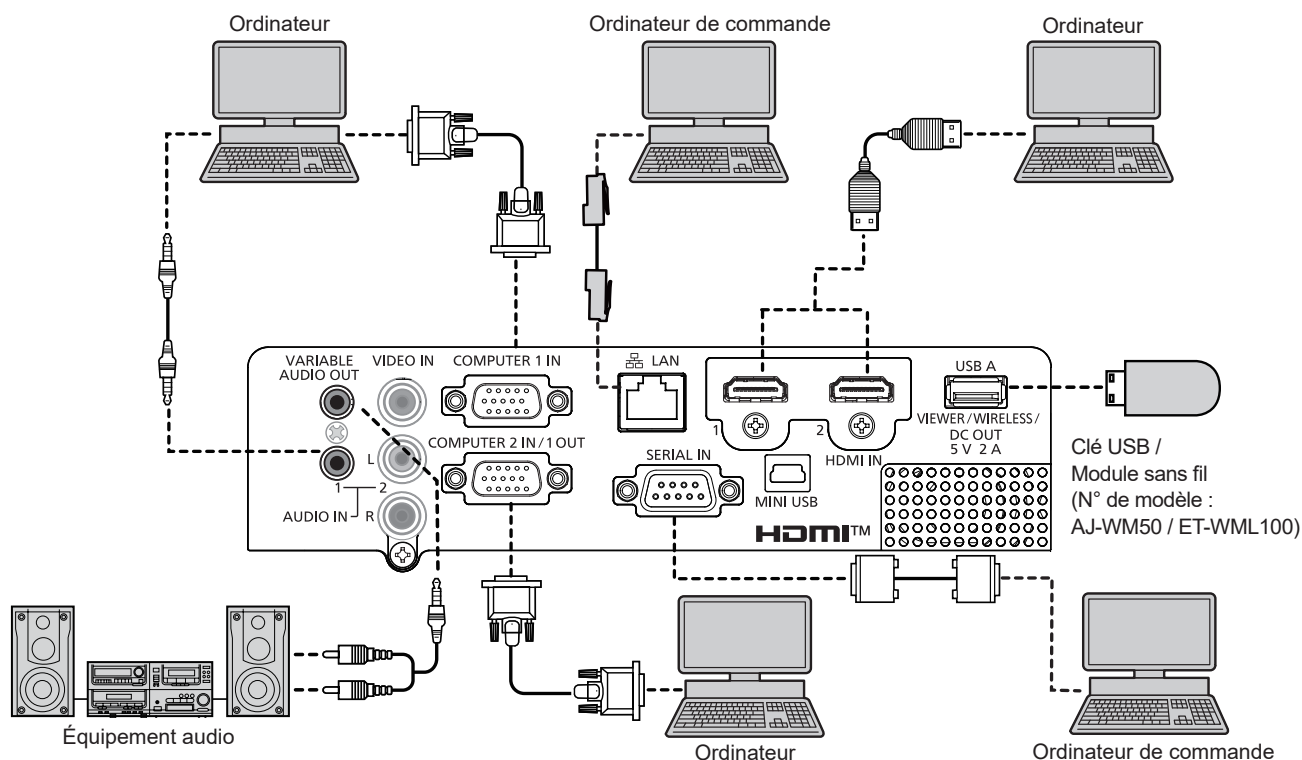 Ordinateur
Ordinateur de commande
Ordinateur
VARIABLE
AUDIO OUT
VIDEO IN
COMPUTER 1 IN
LAN
USB A
VIEWER / WIRELESS /
DC OUT
5 V 2 A
1
2
HDMI IN
COMPUTER 2 IN / 1 OUT
SERIAL IN
MINI USB
L
1
2
AUDIO IN
R
HDMI™
Clé USB /
Module sans fil
(N° de modèle :
AJ-WM50 / ET-WML100)
Équipement audio
Ordinateur
Ordinateur de commande